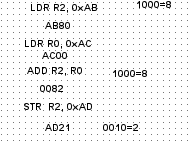 LDR R2, 0xAB 1000=8
AB80
LDR R0, 0xAC
AC00
ADD R2, R0 1000=8
0082
STR R2, 0xAD
AD21 0010=2